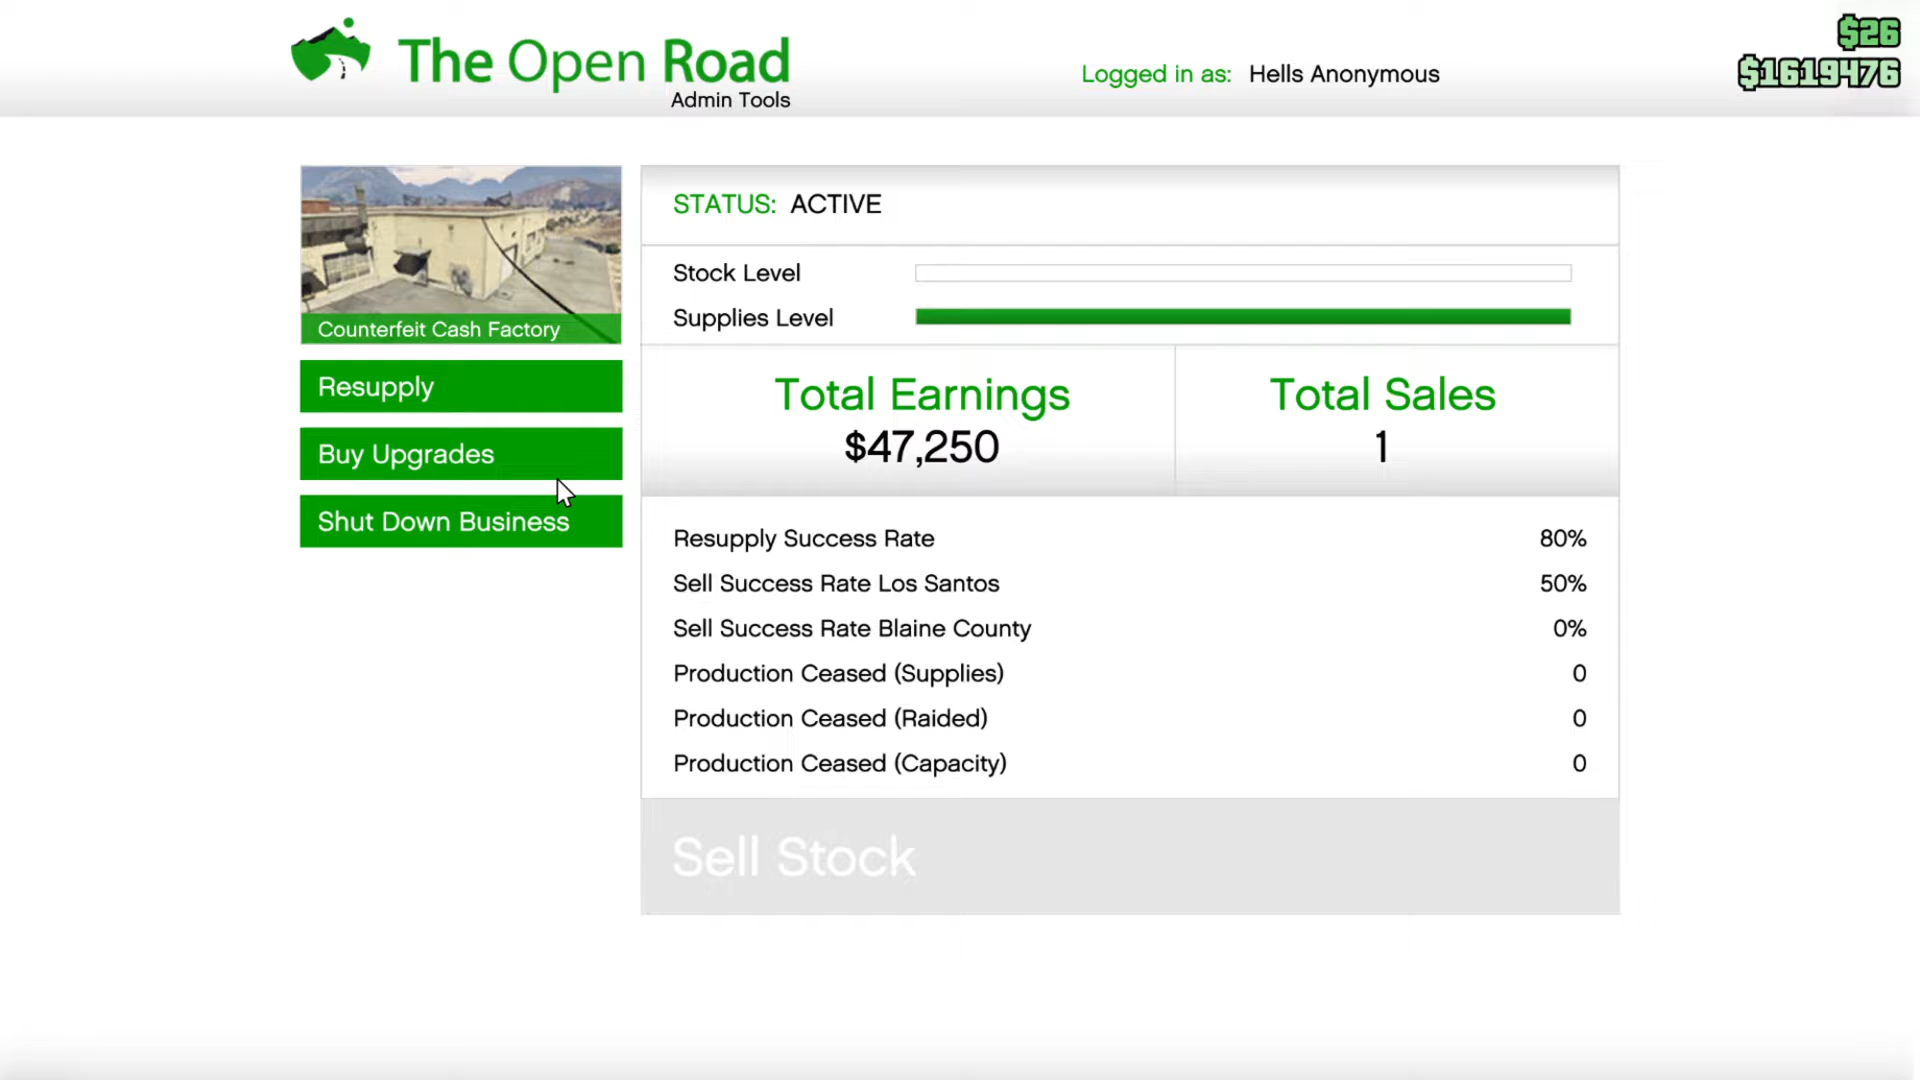 The Open Road
Admin Tools
Logged in as: Hells Anonymous
$26
$1619476
Counterfeit Cash Factory
Resupply
Buy Upgrades
Shut Down Business
STATUS: ACTIVE
Stock Level
Supplies Level
Total Earnings
$47,250
Total Sales
1
Resupply Success Rate 80%
Sell Success Rate Los Santos 50%
Sell Success Rate Blaine County 0%
Production Ceased (Supplies) 0
Production Ceased (Raided) 0
Production Ceased (Capacity) 0
Sell Stock